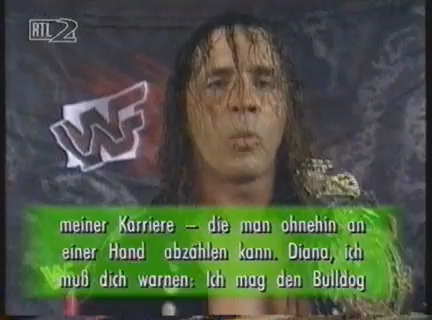 RTL 2
WF
meiner Karriere – die man ohnehin an
einer Hand abzählen kann. Diana, ich
muß dich warnen: Ich mag den Bulldog